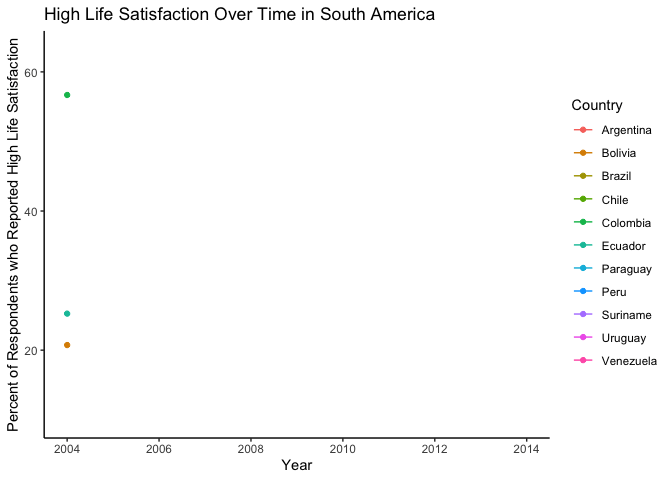 High Life Satisfaction Over Time in South America
Percent of Respondents who Reported High Life Satisfaction
60
40
20
2004 2006 2008 2010 2012 2014
Year
Country
Argentina
Bolivia
Brazil
Chile
Colombia
Ecuador
Paraguay
Peru
Suriname
Uruguay
Venezuela